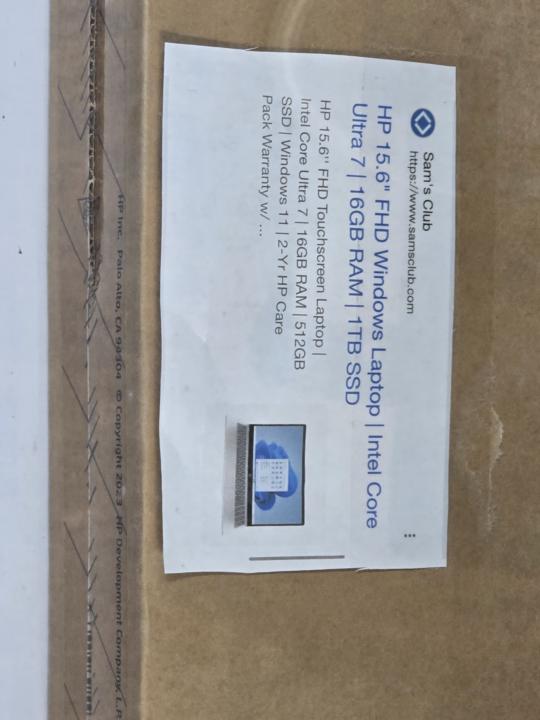 Sam's Club
https://www.samsclub.com
HP 15.6" FHD Windows Laptop | Intel Core
Ultra 7 | 16GB RAM | 1TB SSD
HP 15.6'' FHD Touchscreen Laptop |
Intel Core Ultra 7 | 16GB RAM | 512GB
SSD | Windows 11 | 2-Yr HP Care
Pack Warranty w/ ...
HP Inc. Palo Alto, CA 94304 © Copyright 2023 HP Development Company, L.P.